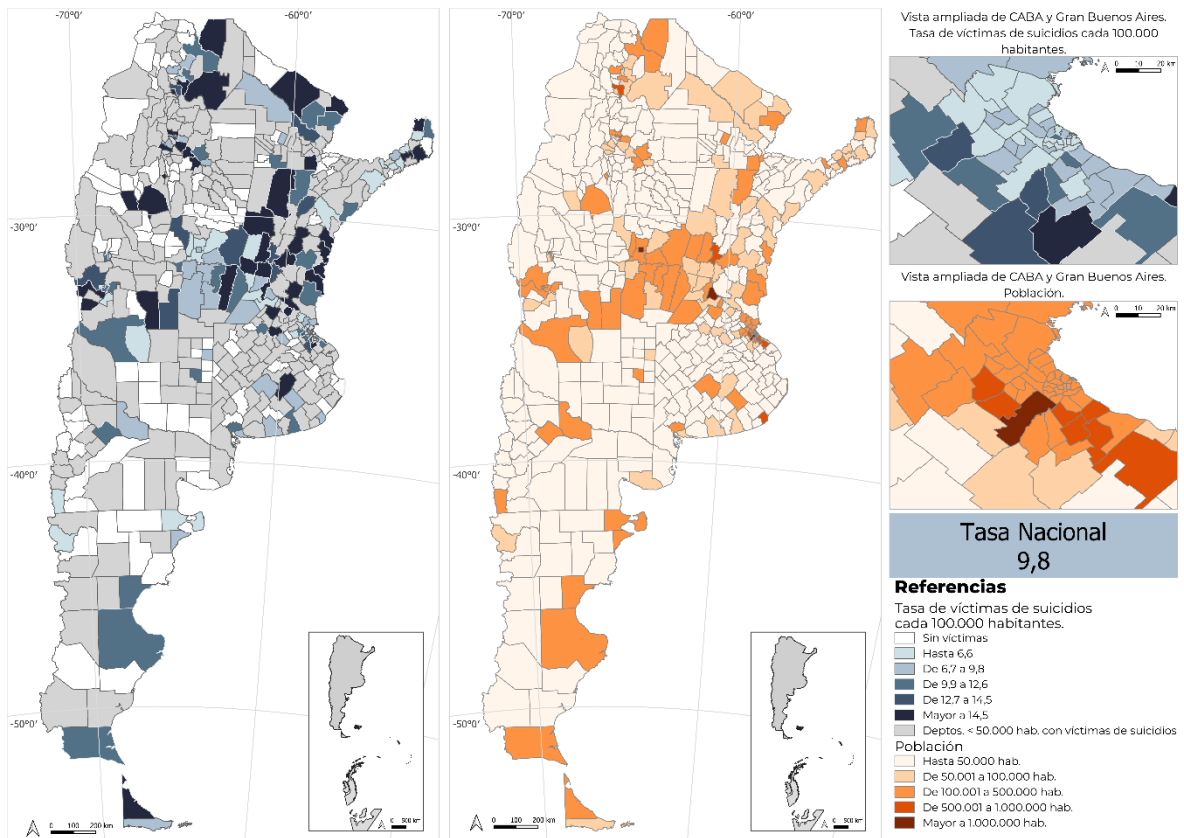 -70°0'
-60°0'
-30°0'
-40°0'
-50°0'
0 100 200 km
0 300 km
-70°0'
-60°0'
-30°0'
-40°0'
-50°0'
0 100 200 km
0 300 km
Vista ampliada de CABA y Gran Buenos Aires.
Tasa de víctimas de suicidios cada 100.000
habitantes.
0 10 20 km
Vista ampliada de CABA y Gran Buenos Aires.
Población.
0 10 20 km
Tasa Nacional
9,8
Referencias
Tasa de víctimas de suicidios
cada 100.000 habitantes.
Sin víctimas
Hasta 6,6
De 6,7 a 9,8
De 9,9 a 12,6
De 12,7 a 14,5
Mayor a 14,5
Deptos. < 50.000 hab. con víctimas de suicidios
Población
Hasta 50.000 hab.
De 50.001 a 100.000 hab.
De 100.001 a 500.000 hab.
De 500.001 a 1.000.000 hab.
Mayor a 1.000.000 hab.